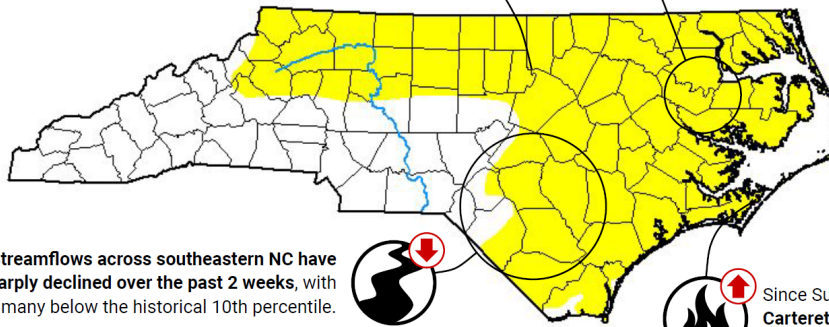 treamflows across southeastern NC have
arply declined over the past 2 weeks, with
many below the historical 10th percentile.
Since Su
Carteret